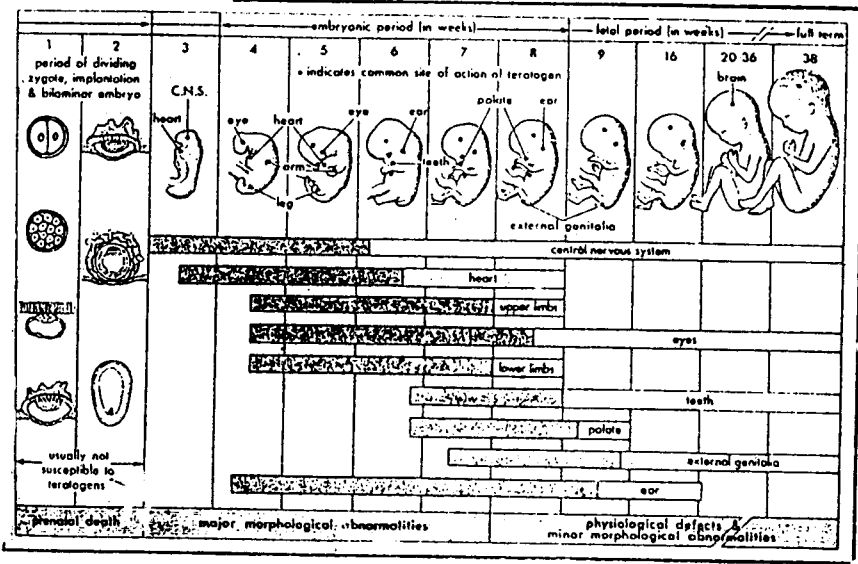 embryonic period (in weeks)
fetal period (in weeks)
full term
1 2 3 4 5 6 7 8 9 16 20-36 38
period of dividing
zygote, implantation
& bilaminar embryo
• indicates common site of action of teratogen
brain
C.N.S.
heart
eye
heart
eye
ear
palate
ear
arm
teeth
leg
external genitalia
central nervous system
heart
upper limbs
eyes
lower limbs
teeth
palate
external genitalia
ear
usually not
susceptible to
teratogens
prenatal death
major morphological abnormalities
physiological defects &
minor morphological abnormalities